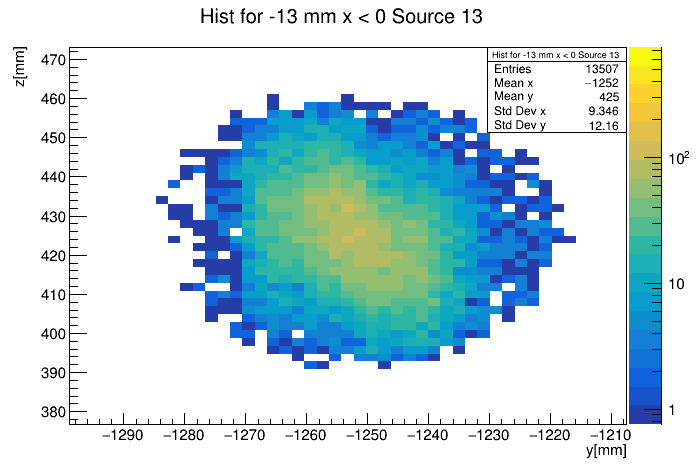 Hist for -13 mm x < 0 Source 13
z[mm]
Hist for -13 mm x < 0 Source 13
Entries 13507
Mean x −1252
Mean y 425
Std Dev x 9.346
Std Dev y 12.16
470
460
450
440
430
420
410
400
390
380
10²
10
1
−1290 −1280 −1270 −1260 −1250 −1240 −1230 −1220 −1210
y[mm]